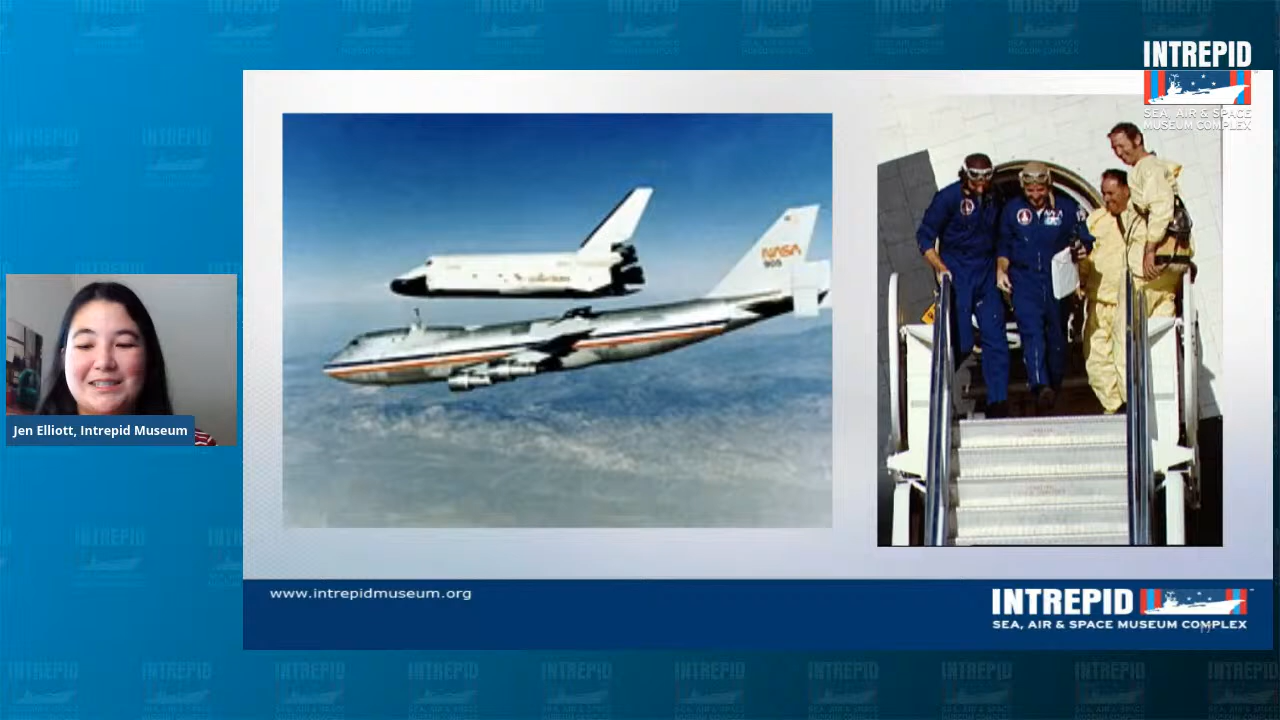 INTREPID
SEA, AIR & SPACE
MUSEUM COMPLEX
NASA
905
Jen Elliott, Intrepid Museum
www.intrepidmuseum.org
INTREPID
SEA, AIR & SPACE MUSEUM COMPLEX